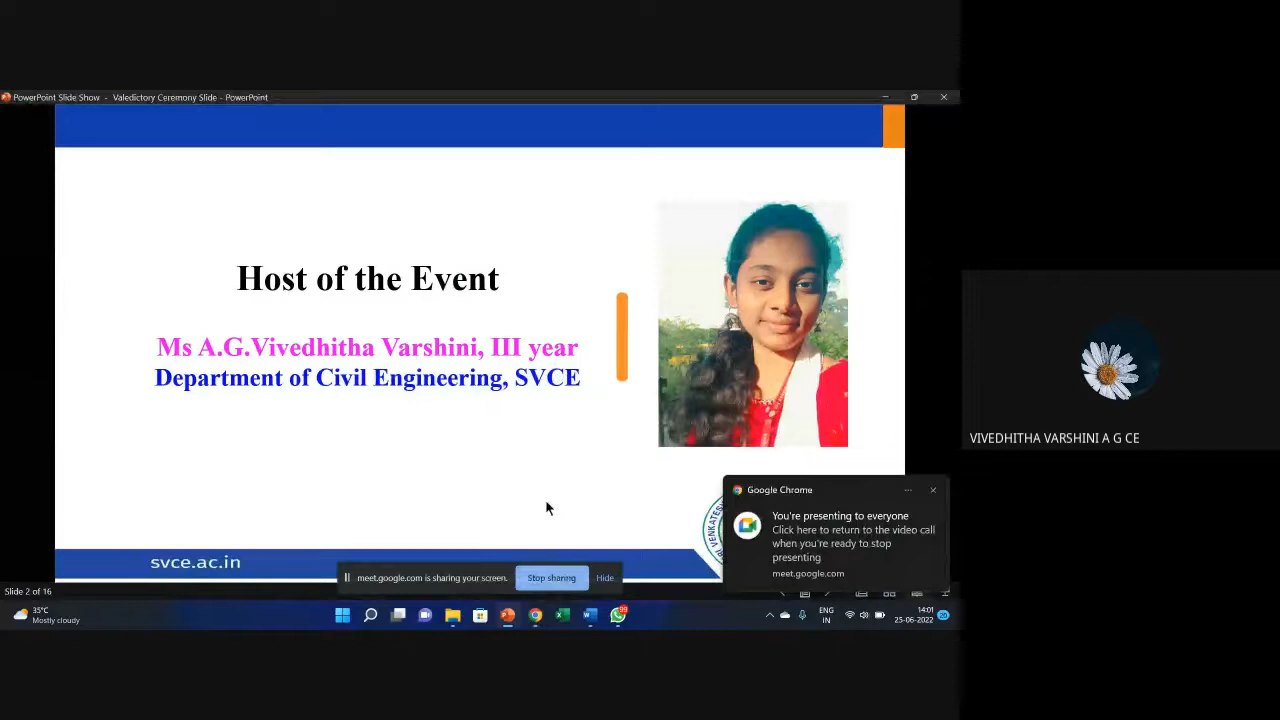 PowerPoint Slide Show - Valedictory Ceremony Slide - PowerPoint
Host of the Event
Ms A.G.Vivedhitha Varshini, III year
Department of Civil Engineering, SVCE
VIVEDHITHA VARSHINI A G CE
Google Chrome
You're presenting to everyone
Click here to return to the video call
when you're ready to stop
presenting
meet.google.com
svce.ac.in
meet.google.com is sharing your screen.
Stop sharing
Hide
Slide 2 of 16
35°C
Mostly cloudy
ENG
IN
14:01
25-06-2022